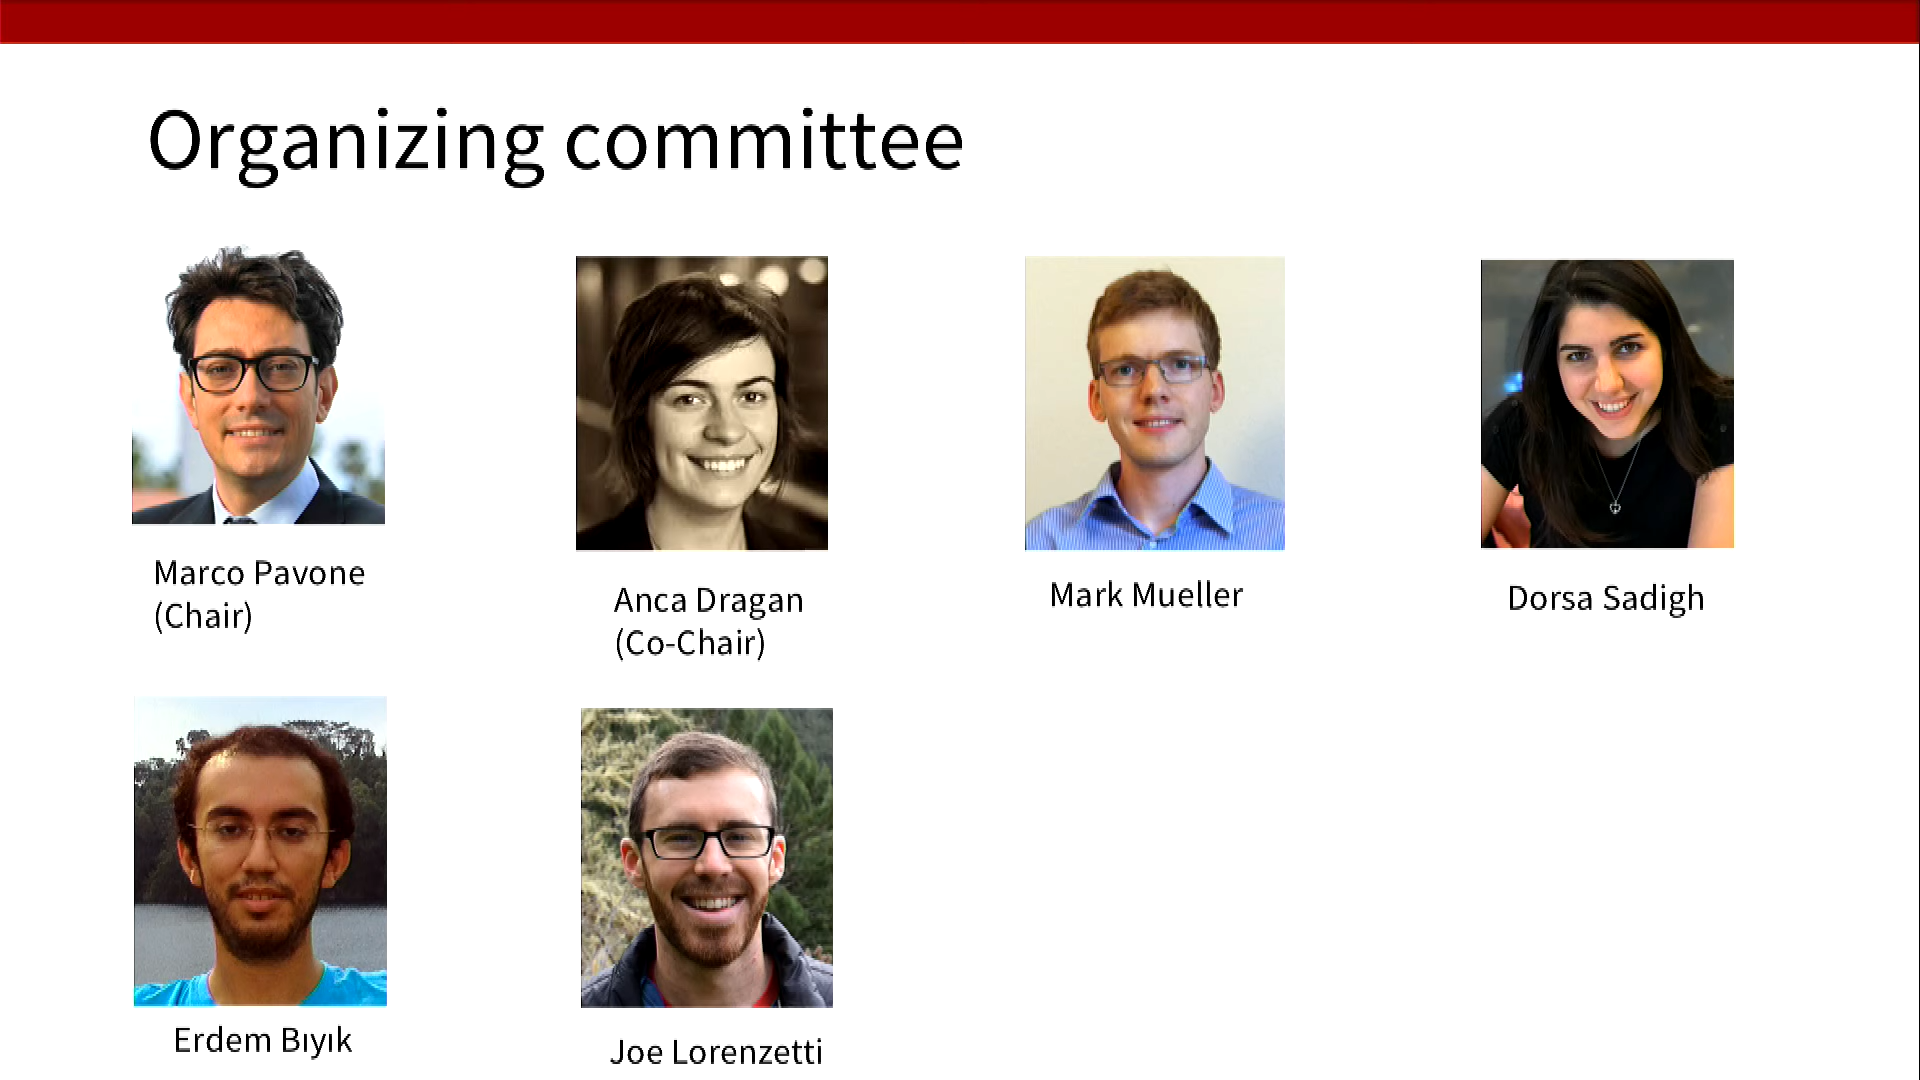 Organizing committee
Marco Pavone
(Chair)
Anca Dragan
(Co-Chair)
Mark Mueller
Dorsa Sadigh
Erdem Bıyık
Joe Lorenzetti